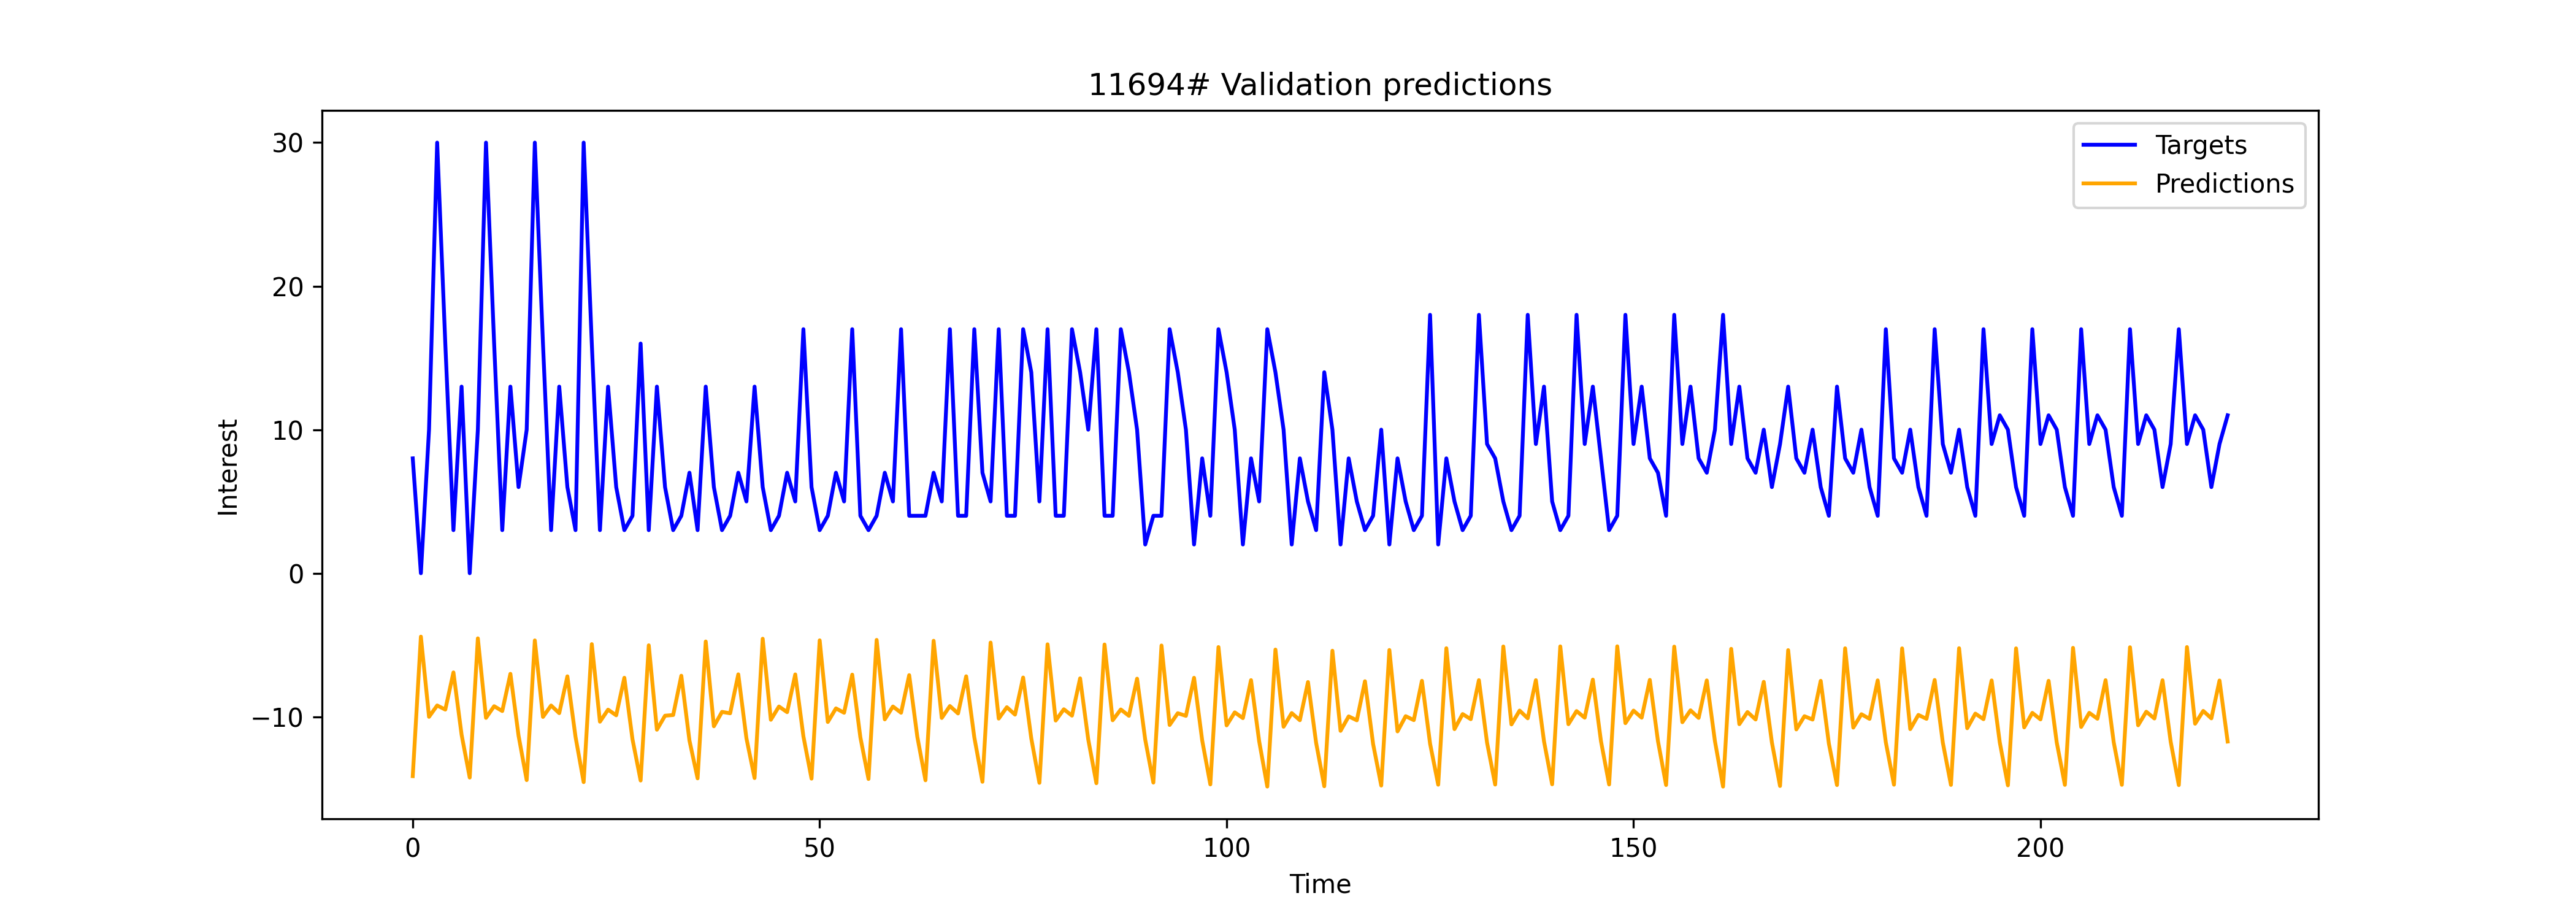 11694# Validation predictions
Targets
Predictions
30
20
10
0
−10
Interest
0
50
100
150
200
Time